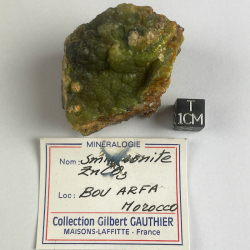 T
1CM
MINÉRALOGIE
Nom: Smithsonite
ZnCO3
Loc: BOU ARFA
MOROCCO
Collection Gilbert GAUTHIER
MAISONS-LAFFITTE - France